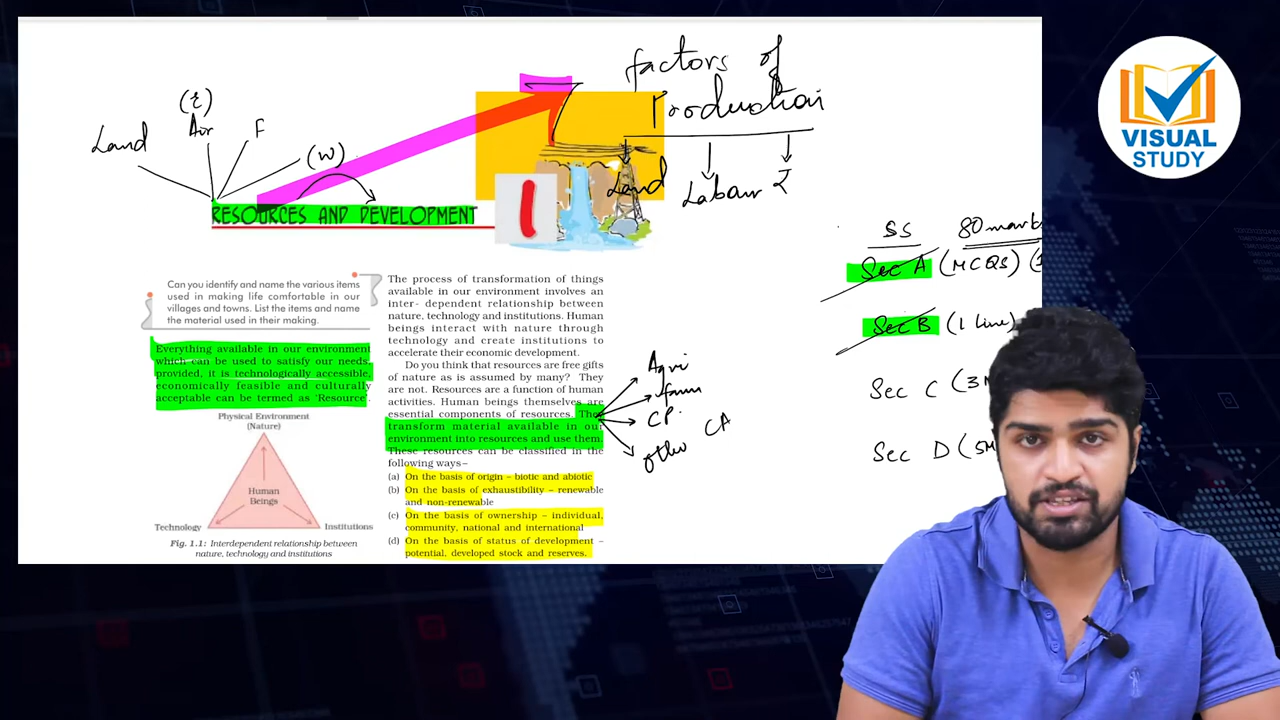 factors of
Production
Land
Labour
₹
(t)
Air
F
Land
(W)
RESOURCES AND DEVELOPMENT
1
VISUAL
STUDY
SS 80 mark
Sec A (MCQS) (1
Sec B (1 line)
Sec C (3M
Sec D (5M
Can you identify and name the various items
used in making life comfortable in our
villages and towns. List the items and name
the material used in their making.
Everything available in our environment
which can be used to satisfy our needs,
provided, it is technologically accessible,
economically feasible and culturally
acceptable can be termed as ‘Resource’.
Physical Environment
(Nature)
Human
Beings
Technology
Institutions
Fig. 1.1: Interdependent relationship between
nature, technology and institutions
The process of transformation of things
available in our environment involves an
inter- dependent relationship between
nature, technology and institutions. Human
beings interact with nature through
technology and create institutions to
accelerate their economic development.
Do you think that resources are free gifts
of nature as is assumed by many? They
are not. Resources are a function of human
activities. Human beings themselves are
essential components of resources. They
transform material available in our
environment into resources and use them.
These resources can be classified in the
following ways–
(a) On the basis of origin – biotic and abiotic
(b) On the basis of exhaustibility – renewable
and non-renewable
(c) On the basis of ownership – individual,
community, national and international
(d) On the basis of status of development –
potential, developed stock and reserves.
Agri
CP
CA
other